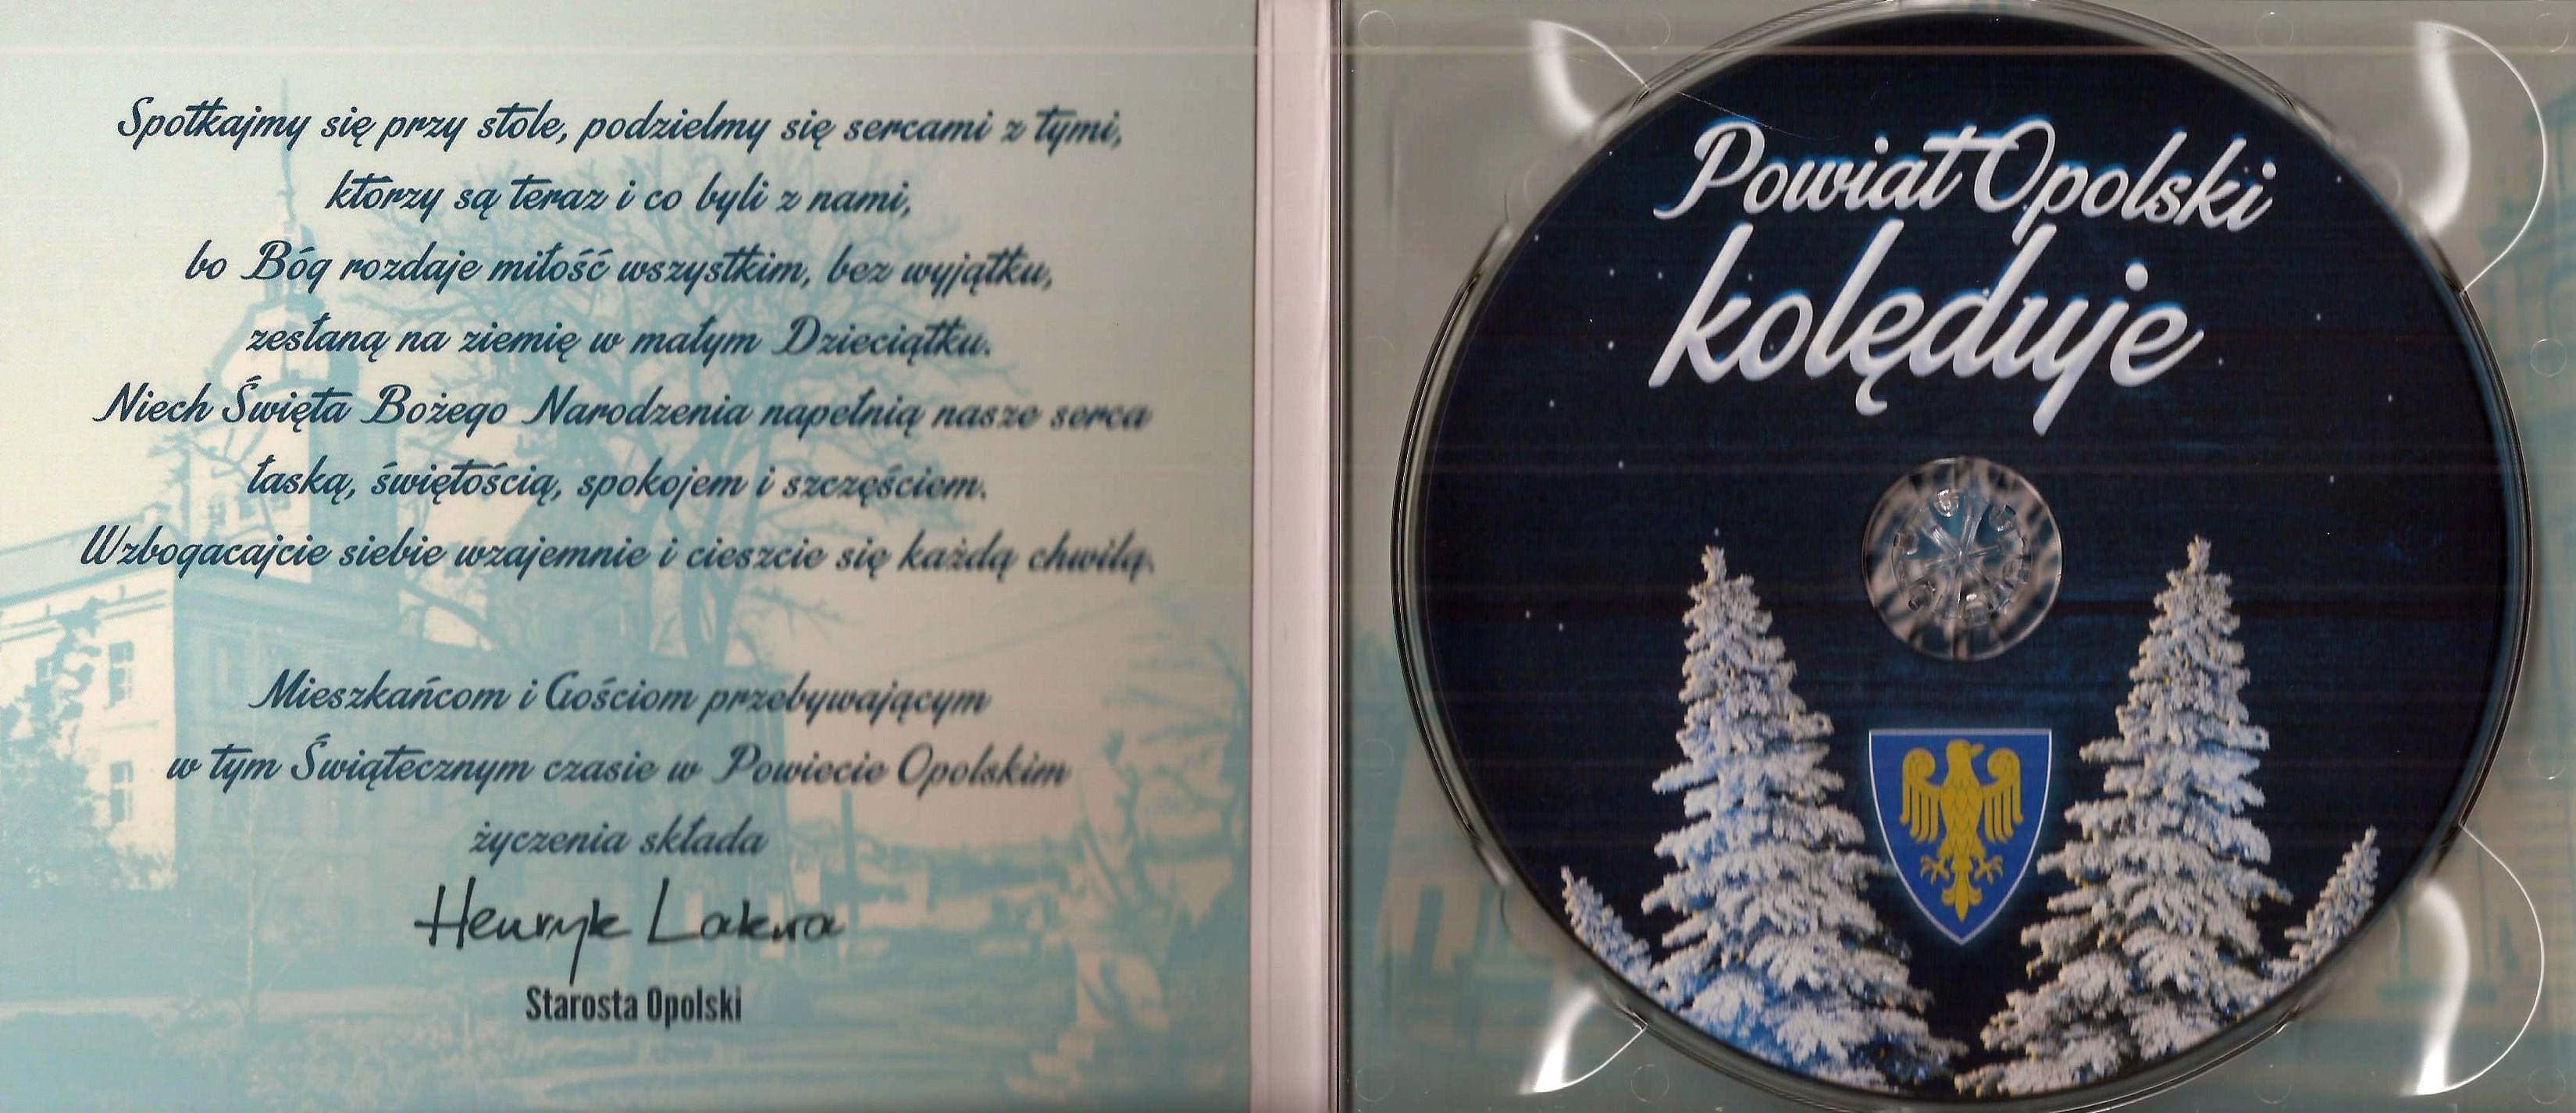 Spotkajmy się przy stole, podzielmy się sercami z tymi,
którzy są teraz i co byli z nami,
bo Bóg rozdaje miłość wszystkim, bez wyjątku,
zesłaną na ziemię w małym Dzieciątku.
Niech Święta Bożego Narodzenia napełnią nasze serca
łaską, świętością, spokojem i szczęściem.
Wzbogacajcie siebie wzajemnie i cieszcie się każdą chwilą.
Mieszkańcom i Gościom przebywającym
w tym Świątecznym czasie w Powiecie Opolskim
życzenia składa
Henryk Lakwa
Starosta Opolski
Powiat Opolski
kolęduje